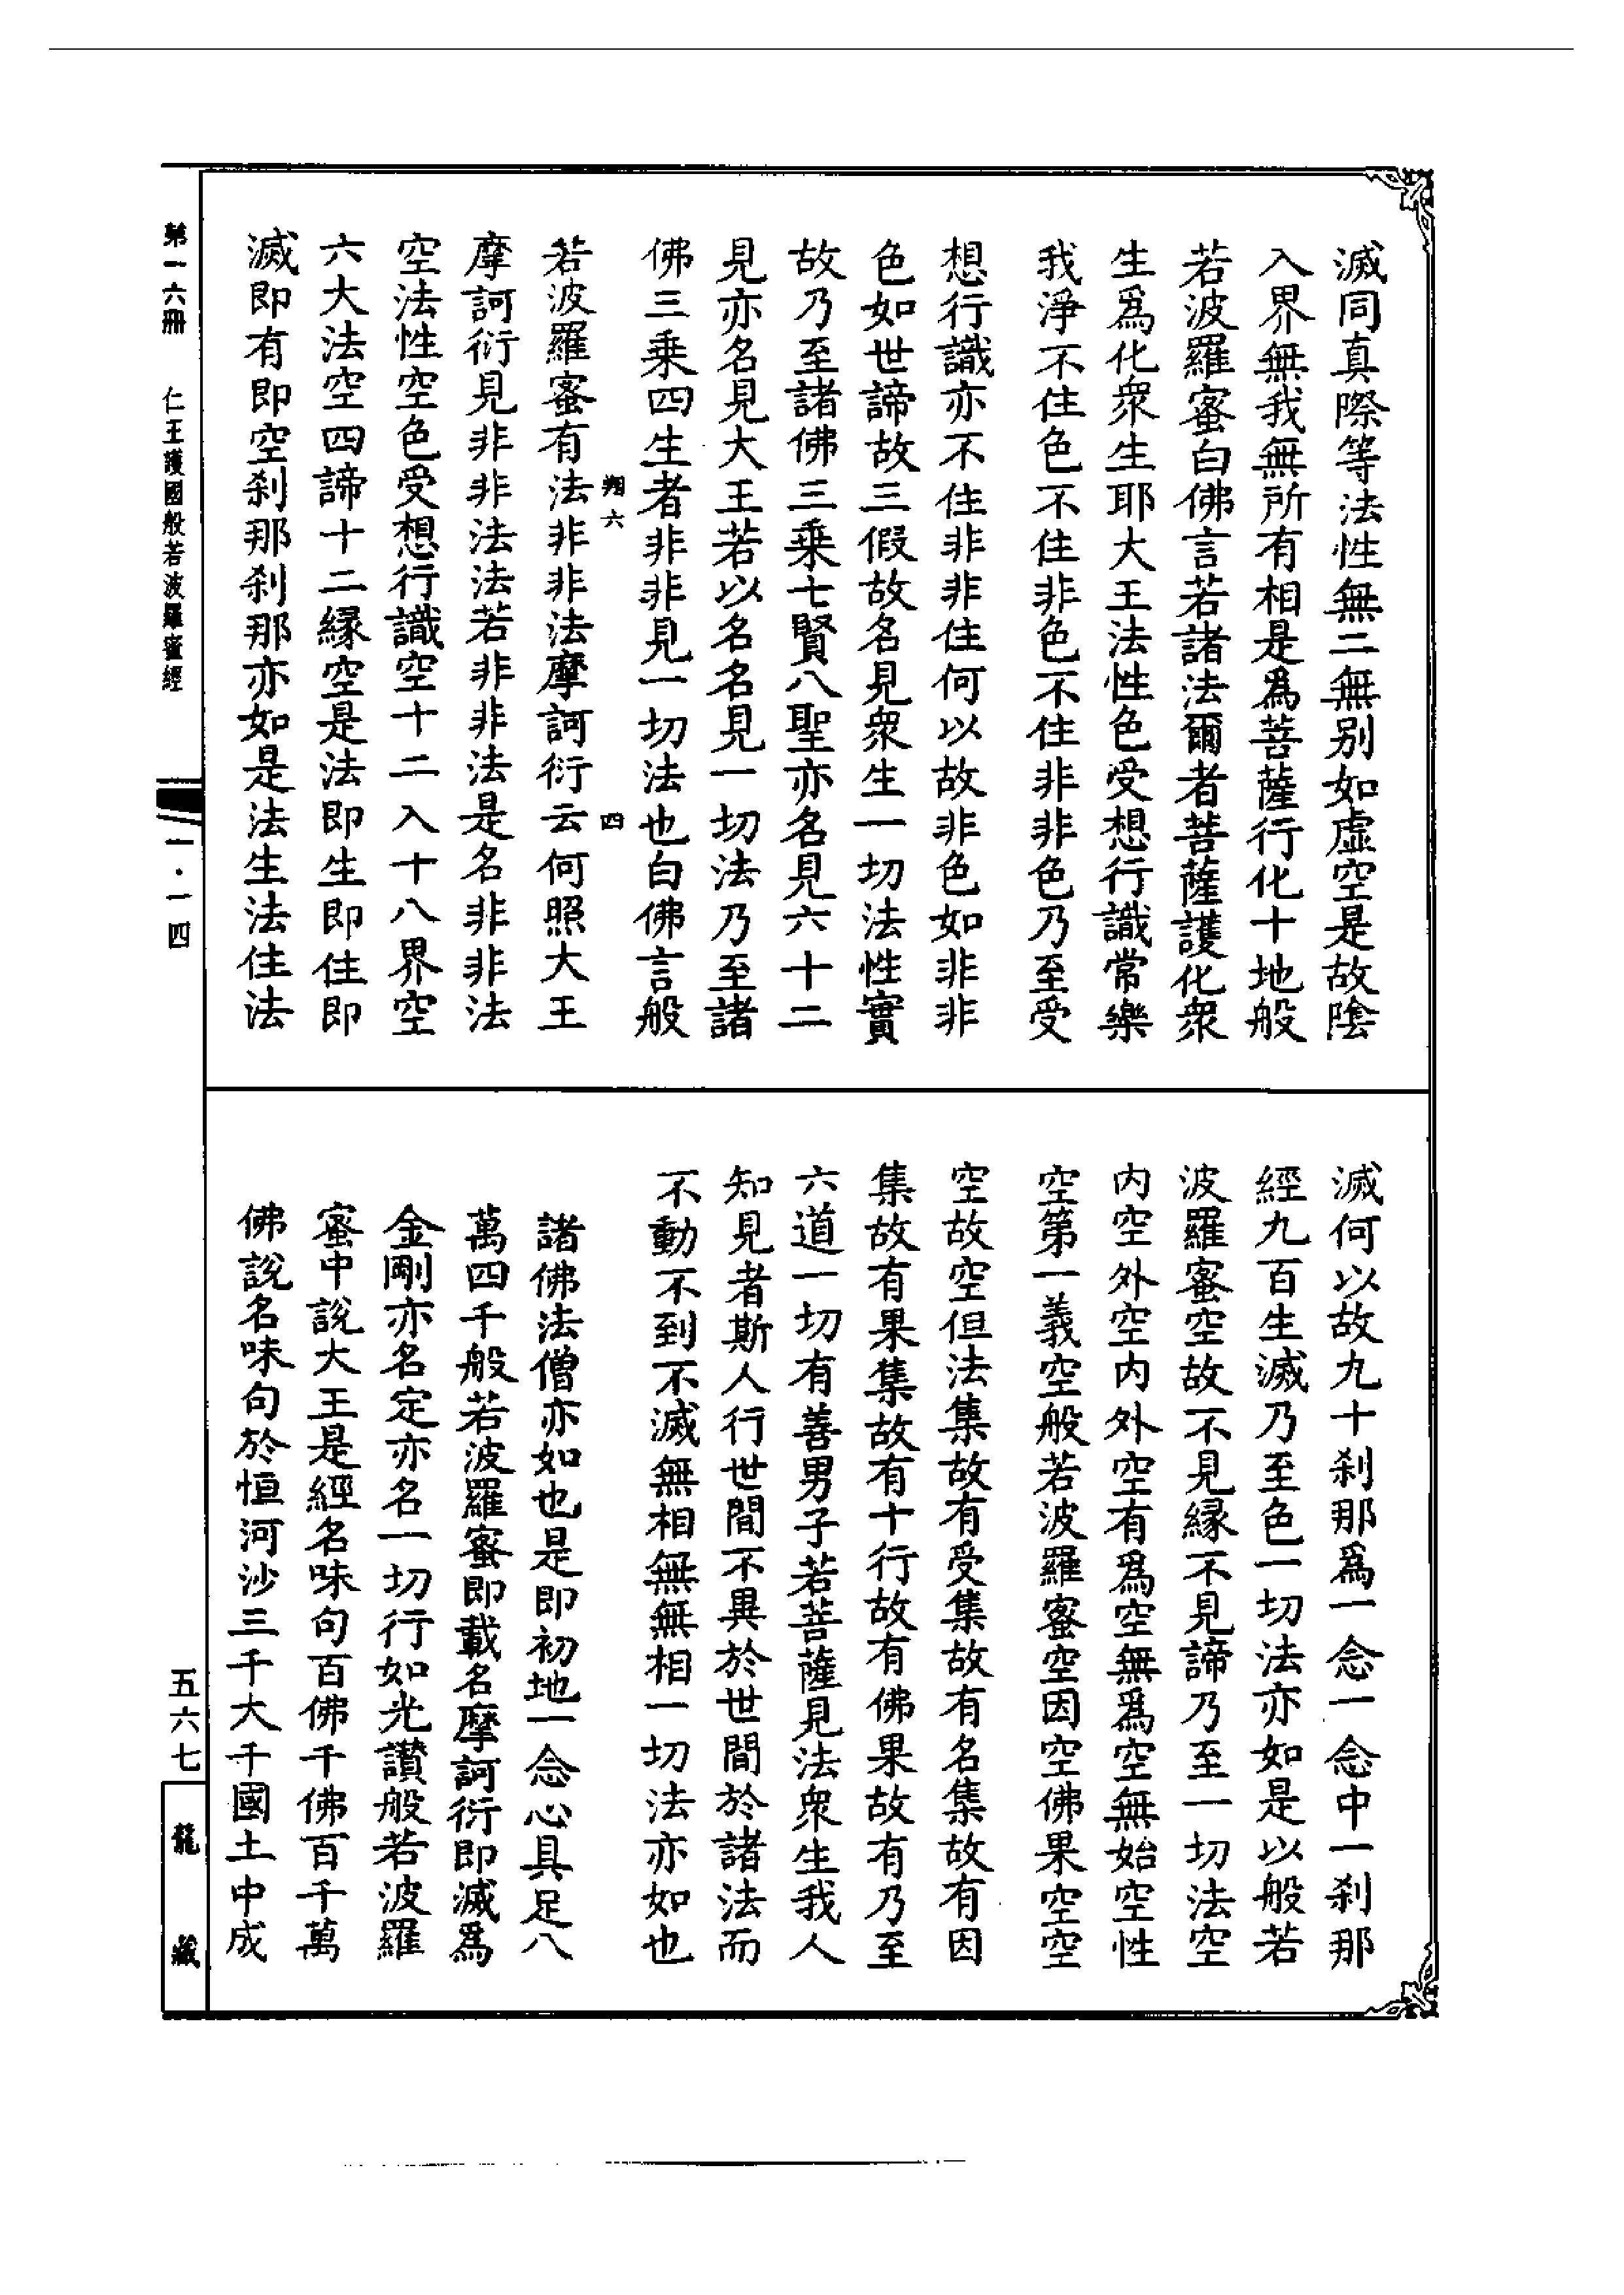 滅同真際等法性無二無别如虛空是故陰
入界無我無所有相是爲菩薩行化十地般
若波羅蜜白佛言若諸法爾者菩薩護化衆
生爲化衆生耶大王法性色受想行識常樂
我淨不住色不住非色不住非非色乃至受
想行識亦不住非非住何以故非色如非非
色如世諦故三假故名見衆生一切法性實
故乃至諸佛三乗七賢八聖亦名見六十二
見亦名見大王若以名名見一切法乃至諸
佛三乗四生者非非見一切法也白佛言般
翔六 四
若波羅蜜有法非非法摩訶衍云何照大王
摩訶衍見非非法法若非非法是名非非法
空法性空色受想行識空十二入十八界空
六大法空四諦十二縁空是法即生即住即
滅即有即空刹那刹那亦如是法生法住法
滅何以故九十刹那爲一念一念中一刹那
經九百生滅乃至色一切法亦如是以般若
波羅蜜空故不見縁不見諦乃至一切法空
内空外空内外空有爲空無爲空無始空性
空第一義空般若波羅蜜空因空佛果空空
空故空但法集故有受集故有名集故有因
集故有果集故有十行故有佛果故有乃至
六道一切有善男子若菩薩見法衆生我人
知見者斯人行世間不異於世間於諸法而
不動不到不滅無相無無相一切法亦如也
諸佛法僧亦如也是即初地一念心具足八
萬四千般若波羅蜜即載名摩訶衍即滅爲
金剛亦名定亦名一切行如光讚般若波羅
蜜中說大王是經名味句百佛千佛百千萬
佛說名味句於恒河沙三千大千國土中成
第一六冊 仁王護國般若波羅蜜經
一·一四
五六七
龍藏